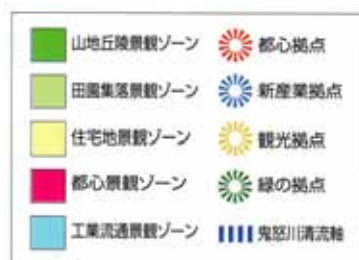 山地丘陵景観ゾーン
田園集落景観ゾーン
住宅地景観ゾーン
都心景観ゾーン
工業流通景観ゾーン
都心拠点
新産業拠点
観光拠点
緑の拠点
鬼怒川清流軸